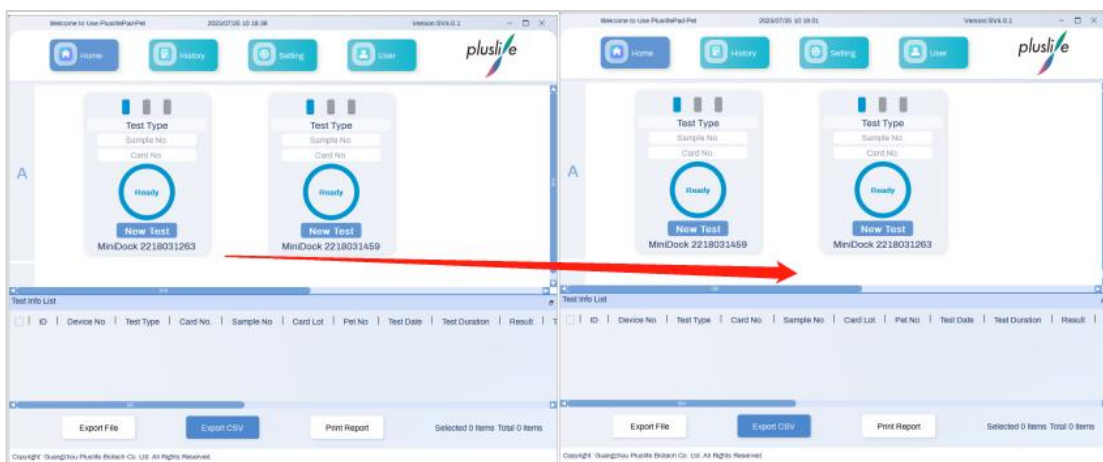 Welcome to Use PluslifePad-Pet 2023/07/05 10:18:38 Version SV4.0.1
Home History Setting User pluslife
Test Type Test Type
Sample No. Sample No.
Card No. Card No.
A
Ready Ready
New Test New Test
MiniDock 2218031263 MiniDock 2218031459
Test Info List
ID Device No Test Type Card No. Sample No Card Lot Pet No Test Date Test Duration Result T
Export File Export CSV Print Report Selected 0 Items Total 0 Items
Copyright: Guangzhou Pluslife Biotech Co. Ltd. All Rights Reserved
Welcome to Use PluslifePad-Pet 2023/07/05 10:19:01 Version SV4.0.1
Home History Setting User pluslife
Test Type Test Type
Sample No. Sample No.
Card No. Card No.
A
Ready Ready
New Test New Test
MiniDock 2218031459 MiniDock 2218031263
Test Info List
ID Device No Test Type Card No. Sample No Card Lot Pet No Test Date Test Duration Result
Export File Export CSV Print Report Selected 0 Items Total 0 Items
Copyright: Guangzhou Pluslife Biotech Co. Ltd. All Rights Reserved